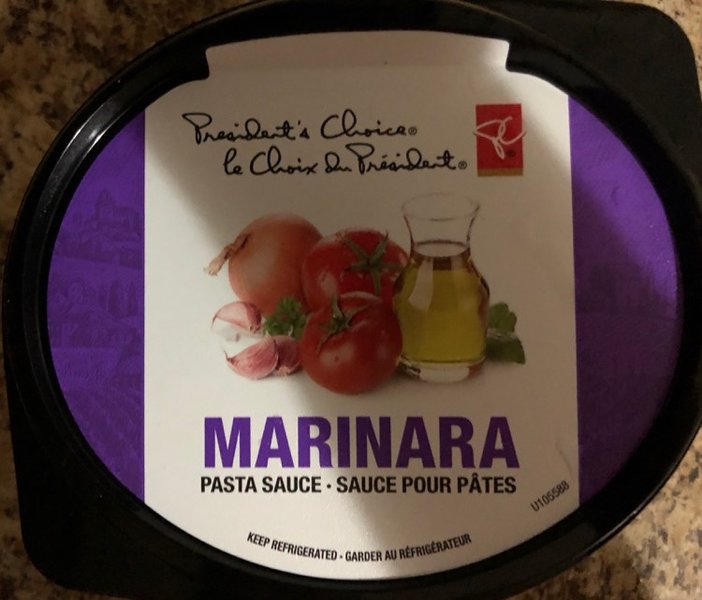 President's Choice®
le Choix du Président®
PC®
MARINARA
PASTA SAUCE · SAUCE POUR PÂTES
U105588
KEEP REFRIGERATED · GARDER AU RÉFRIGÉRATEUR